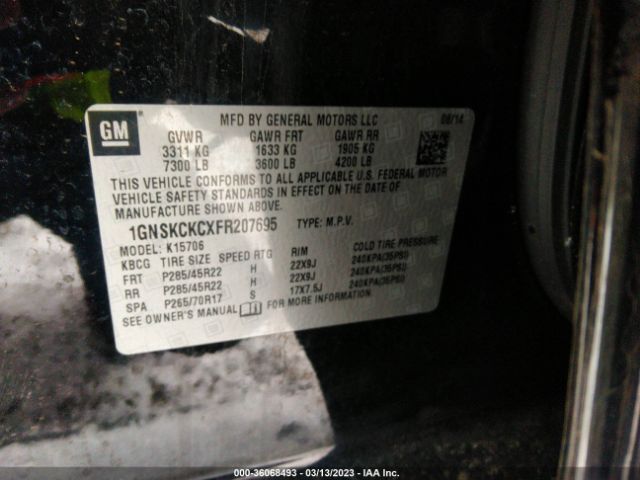 GM
MFD BY GENERAL MOTORS LLC 08/14
GVWR GAWR FRT GAWR RR
3311 KG 1633 KG 1905 KG
7300 LB 3600 LB 4200 LB
THIS VEHICLE CONFORMS TO ALL APPLICABLE U.S. FEDERAL MOTOR
VEHICLE SAFETY STANDARDS IN EFFECT ON THE DATE OF
MANUFACTURE SHOWN ABOVE.
1GNSKCKCXFR207695 TYPE: M.P.V.
MODEL: K15706
KBCG TIRE SIZE SPEED RTG RIM COLD TIRE PRESSURE
FRT P285/45R22 H 22X9J 240KPA(35PSI)
RR P285/45R22 H 22X9J 240KPA(35PSI)
SPA P265/70R17 S 17X7.5J 240KPA(35PSI)
SEE OWNER'S MANUAL FOR MORE INFORMATION
000-36068493 — 03/13/2023 — IAA Inc.